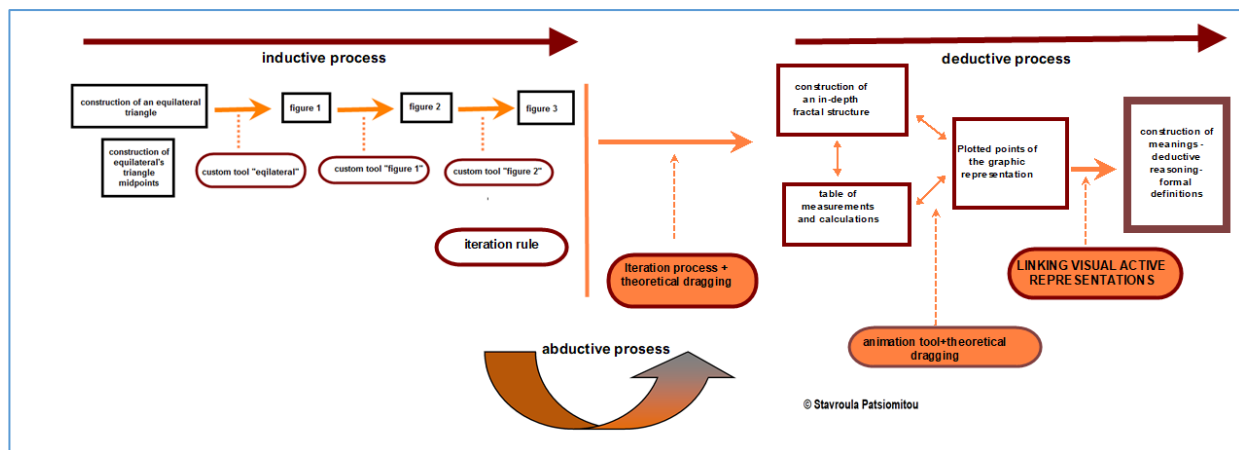 inductive process
deductive process
construction of an equilateral
triangle
figure 1
figure 2
figure 3
construction of
equilateral's
triangle
midpoints
custom tool "eqilateral"
custom tool "figure 1"
custom tool "figure 2"
iteration rule
Iteration process +
theoretical dragging
abductive prosess
construction of
an in-depth
fractal structure
table of
measurements
and calculations
Plotted points of
the graphic
representation
construction of
meanings -
deductive
reasoning-
formal
definitions
LINKING VISUAL ACTIVE
REPRESENTATIONS
animation tool+theoretical
dragging
© Stavroula Patsiomitou